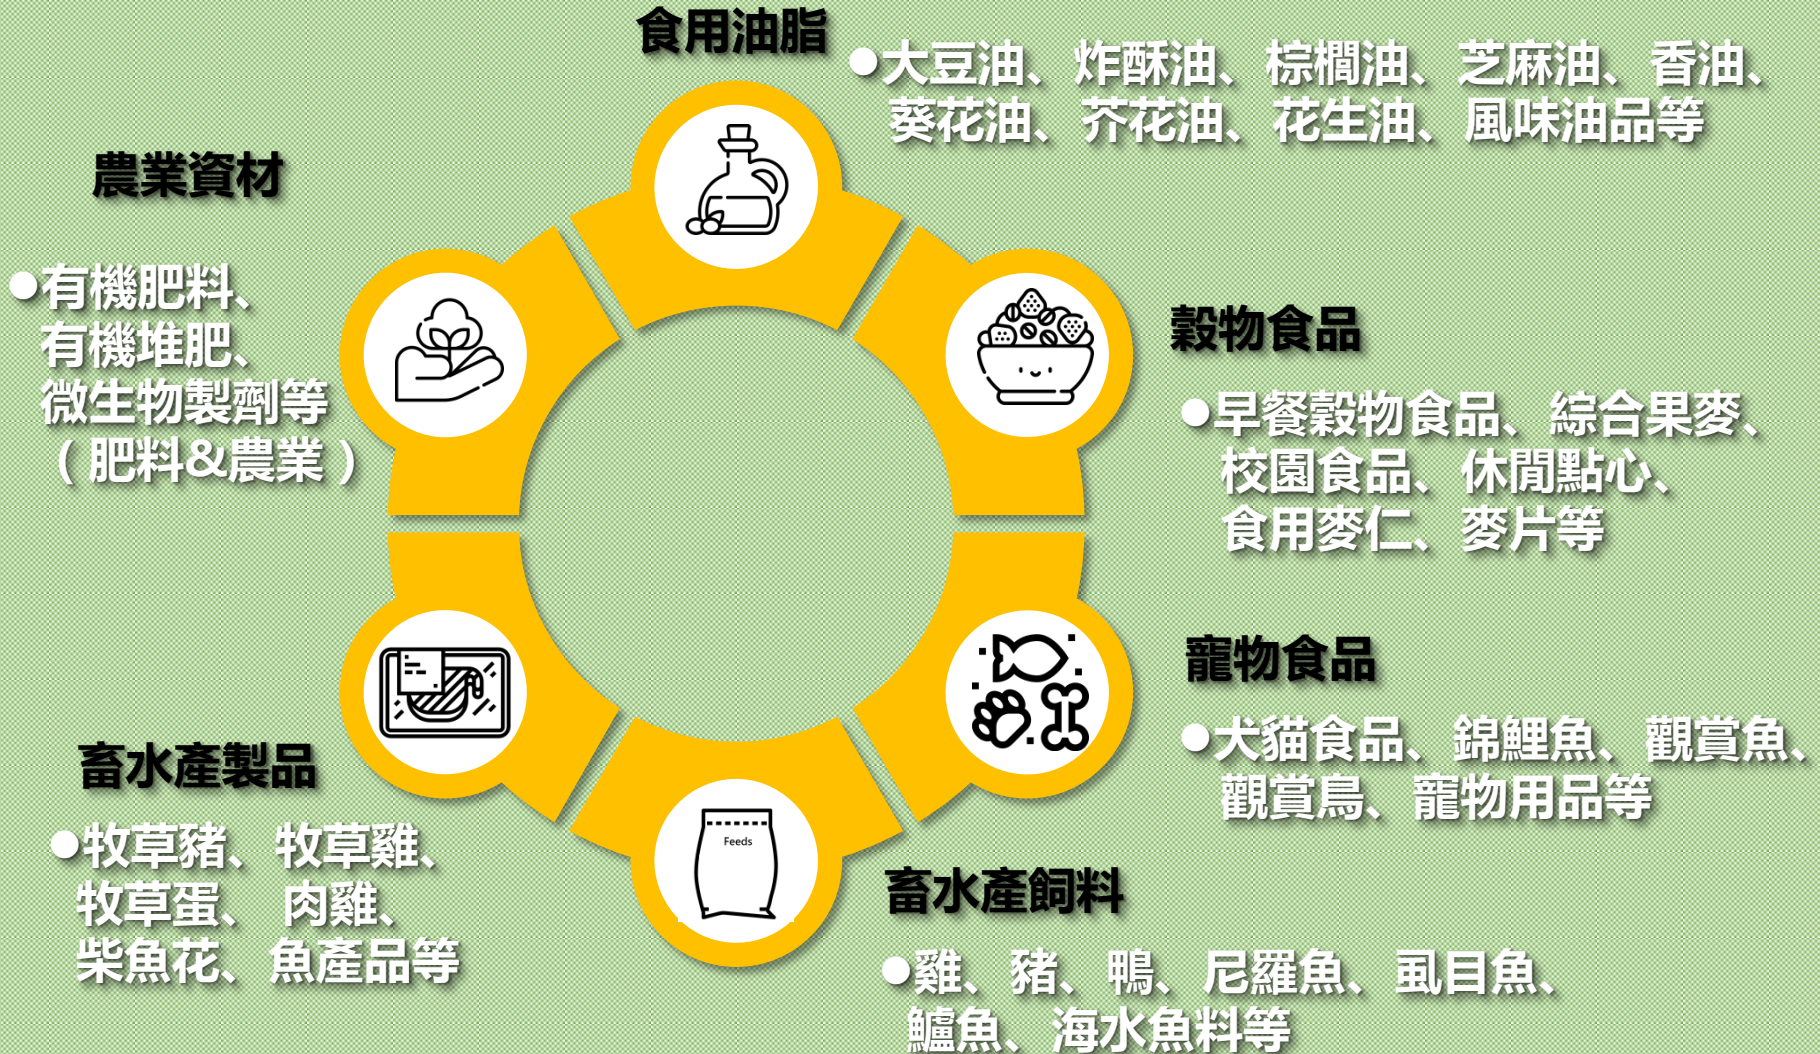 食用油脂
●大豆油、炸酥油、棕櫚油、芝麻油、香油、
葵花油、芥花油、花生油、風味油品等
農業資材
●有機肥料、
有機堆肥、
微生物製劑等
（肥料&農業）
穀物食品
●早餐穀物食品、綜合果麥、
校園食品、休閒點心、
食用麥仁、麥片等
寵物食品
●犬貓食品、錦鯉魚、觀賞魚、
觀賞鳥、寵物用品等
畜水產製品
●牧草豬、牧草雞、
牧草蛋、 肉雞、
柴魚花、魚產品等
Feeds
畜水產飼料
●雞、豬、鴨、尼羅魚、虱目魚、
鱸魚、海水魚料等